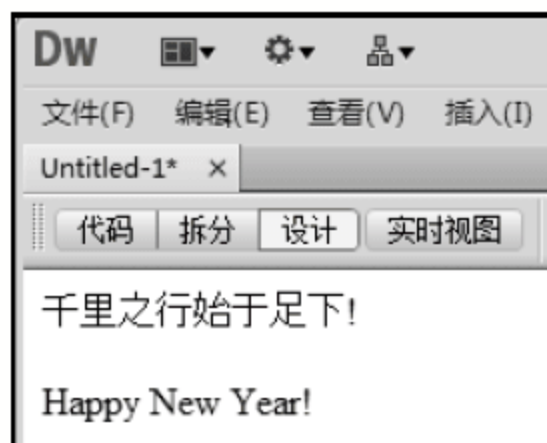 Dw
文件(F) 编辑(E) 查看(V) 插入(I)
Untitled-1* ×
代码 拆分 设计 实时视图
千里之行始于足下!
Happy New Year!